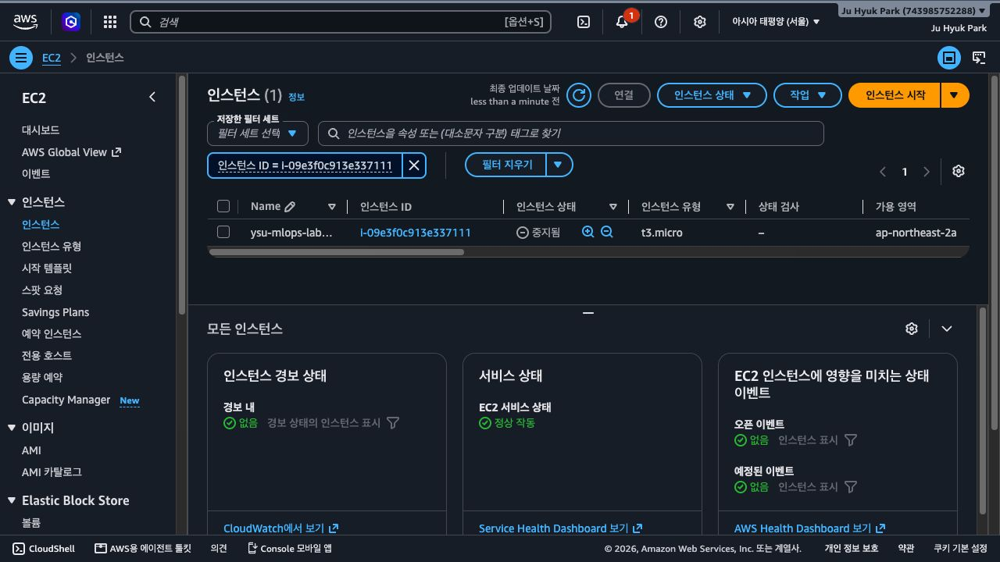 aws
검색 [옵션+S]
1
아시아 태평양 (서울)
Ju Hyuk Park (743985752288)
Ju Hyuk Park
EC2
인스턴스
EC2
대시보드
AWS Global View
이벤트
인스턴스
인스턴스
인스턴스 유형
시작 템플릿
스팟 요청
Savings Plans
예약 인스턴스
전용 호스트
용량 예약
Capacity Manager New
이미지
AMI
AMI 카탈로그
Elastic Block Store
볼륨
인스턴스 (1) 정보
최종 업데이트 날짜
less than a minute 전
연결
인스턴스 상태
작업
인스턴스 시작
저장한 필터 세트
필터 세트 선택
인스턴스를 속성 또는 (대소문자 구분) 태그로 찾기
인스턴스 ID = i-09e3f0c913e337111
필터 지우기
1
Name 인스턴스 ID 인스턴스 상태 인스턴스 유형 상태 검사 가용 영역
ysu-mlops-lab... i-09e3f0c913e337111 중지됨 t3.micro – ap-northeast-2a
모든 인스턴스
인스턴스 경보 상태
경보 내
없음 경보 상태의 인스턴스 표시
CloudWatch에서 보기
서비스 상태
EC2 서비스 상태
정상 작동
Service Health Dashboard 보기
EC2 인스턴스에 영향을 미치는 상태
이벤트
오픈 이벤트
없음 인스턴스 표시
예정된 이벤트
없음 인스턴스 표시
AWS Health Dashboard 보기
CloudShell AWS용 에이전트 툴킷 의견 Console 모바일 앱 © 2026, Amazon Web Services, Inc. 또는 계열사. 개인 정보 보호 약관 쿠키 기본 설정